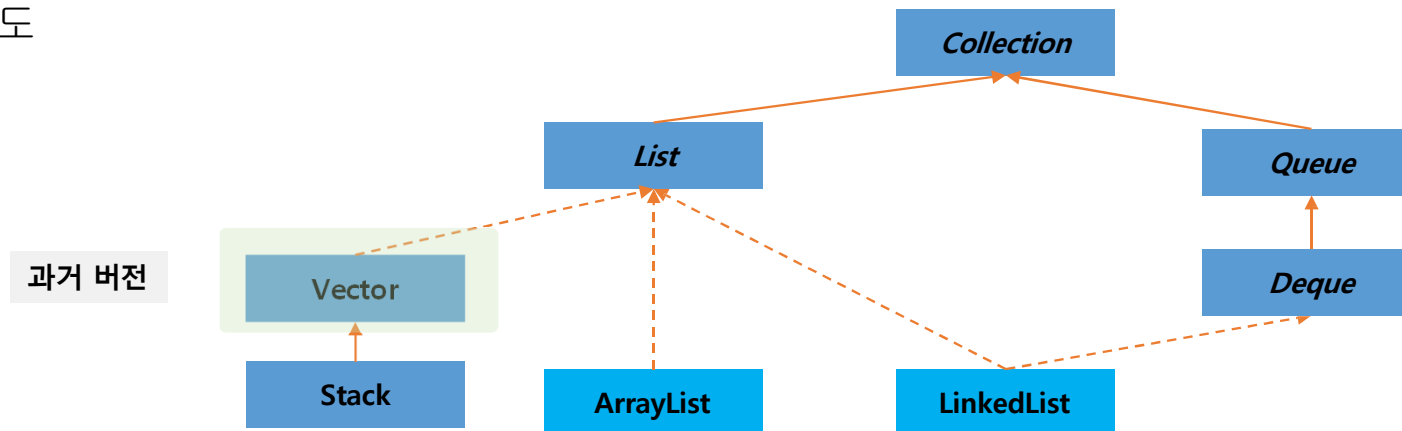 도
Collection
List
Queue
과거 버전
Vector
Deque
Stack
ArrayList
LinkedList